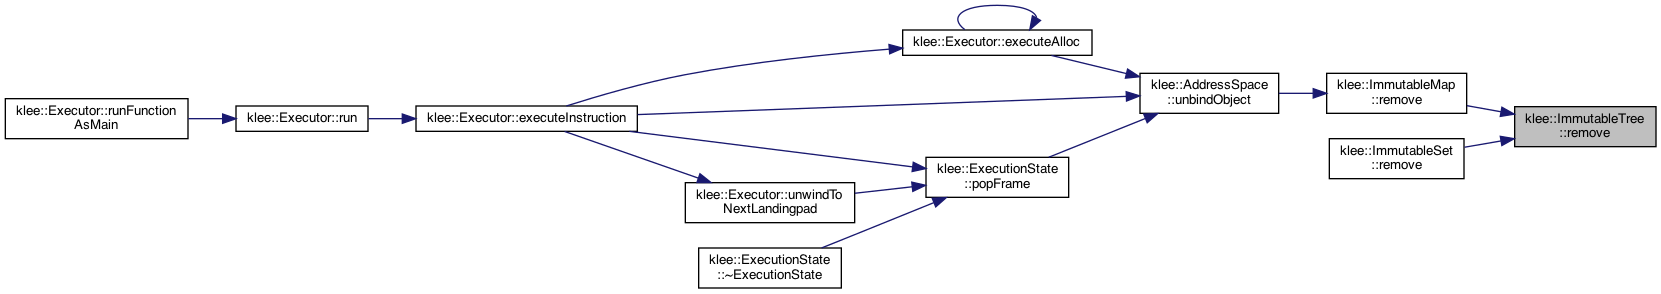 klee::Executor::runFunction
AsMain
klee::Executor::run
klee::Executor::executeInstruction
klee::Executor::executeAlloc
klee::Executor::unwindTo
NextLandingpad
klee::ExecutionState
::~ExecutionState
klee::ExecutionState
::popFrame
klee::AddressSpace
::unbindObject
klee::ImmutableMap
::remove
klee::ImmutableSet
::remove
klee::ImmutableTree
::remove